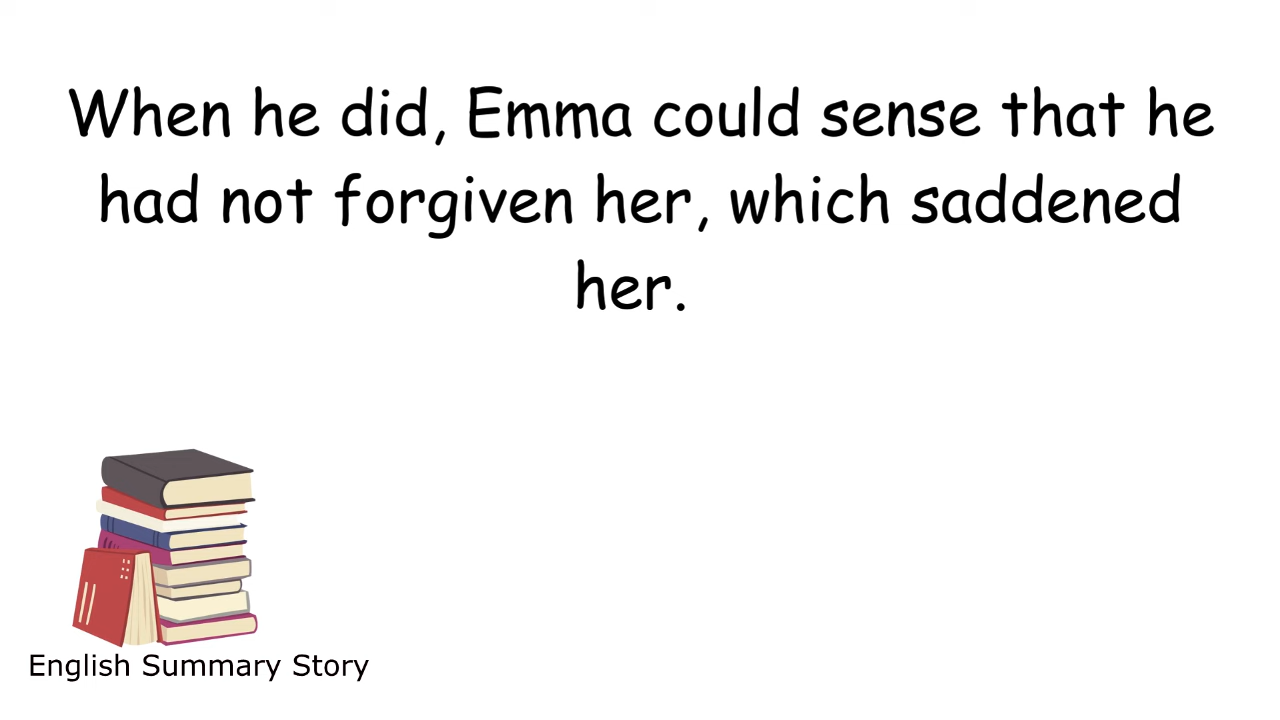 When he did, Emma could sense that he
had not forgiven her, which saddened
her.
English Summary Story